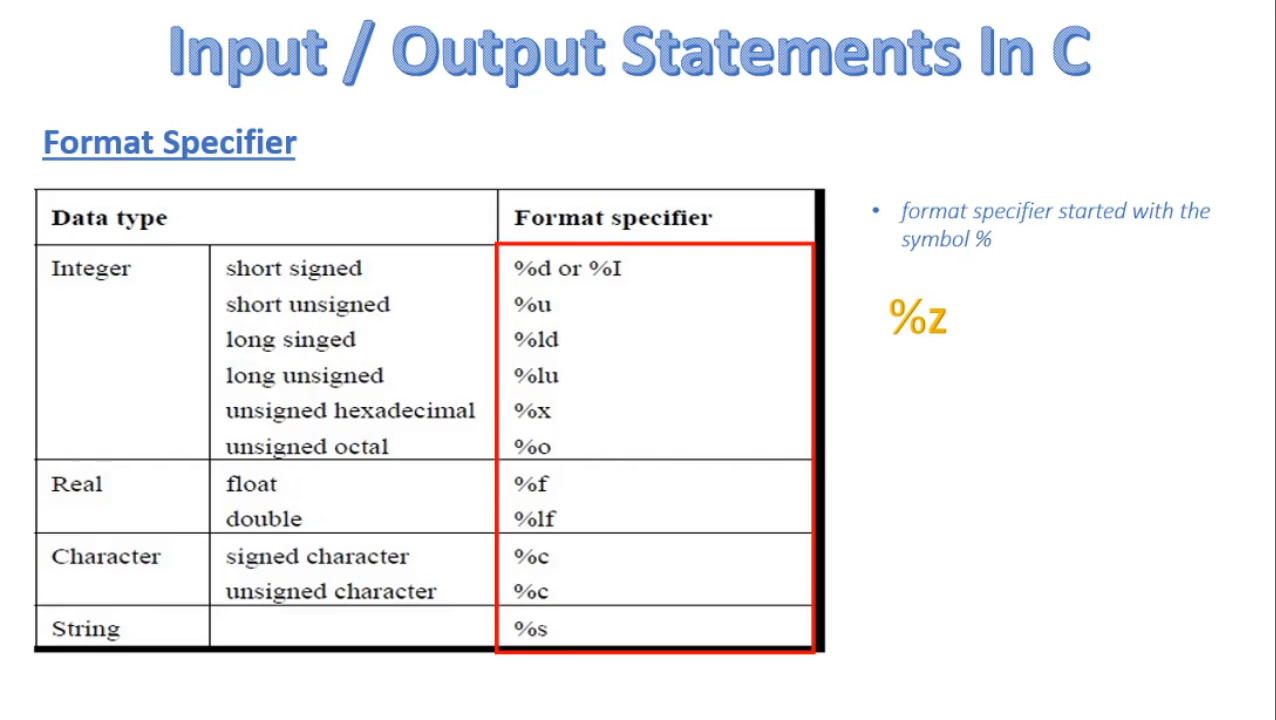 Input / Output Statements In C
Format Specifier
Data type Format specifier
Integer short signed %d or %I
short unsigned %u
long singed %ld
long unsigned %lu
unsigned hexadecimal %x
unsigned octal %o
Real float %f
double %lf
Character signed character %c
unsigned character %c
String %s
• format specifier started with the
symbol %
%z